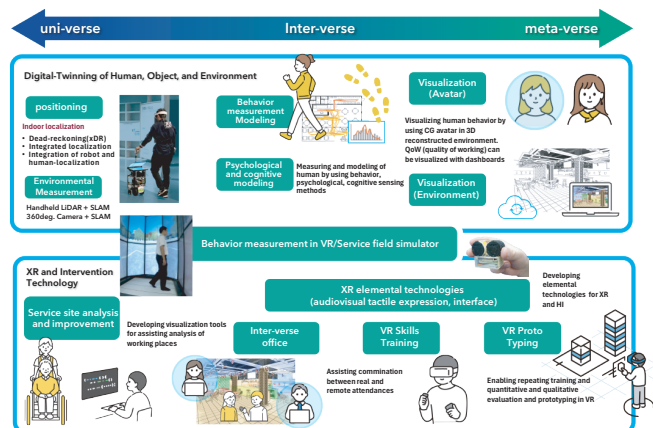 uni-verse
Inter-verse
meta-verse
Digital-Twinning of Human, Object, and Environment
positioning
Indoor localization
• Dead-reckoning(xDR)
• Integrated localization
• Integration of robot and
human-localization
Environmental
Measurement
Handheld LiDAR + SLAM
360deg. Camera + SLAM
Behavior
measurement
Modeling
Psychological
and cognitive
modeling
Measuring and modeling of
human by using behavior,
psychological, cognitive sensing
methods
Visualization
(Avatar)
Visualizing human behavior by
using CG avatar in 3D
reconstructed environment.
QoW (quality of working) can
be visualized with dashboards
Visualization
(Environment)
Behavior measurement in VR/Service field simulator
XR and Intervention
Technology
XR elemental technologies
(audiovisual tactile expression, interface)
Developing
elemental
technologies for XR
and HI
Service site analysis
and improvement
Developing visualization tools
for assisting analysis of
working places
Inter-verse
office
Assisting commination
between real and
remote attendances
VR Skills
Training
VR Proto
Typing
Enabling repeating training and
quantitative and qualitative
evaluation and prototyping in VR